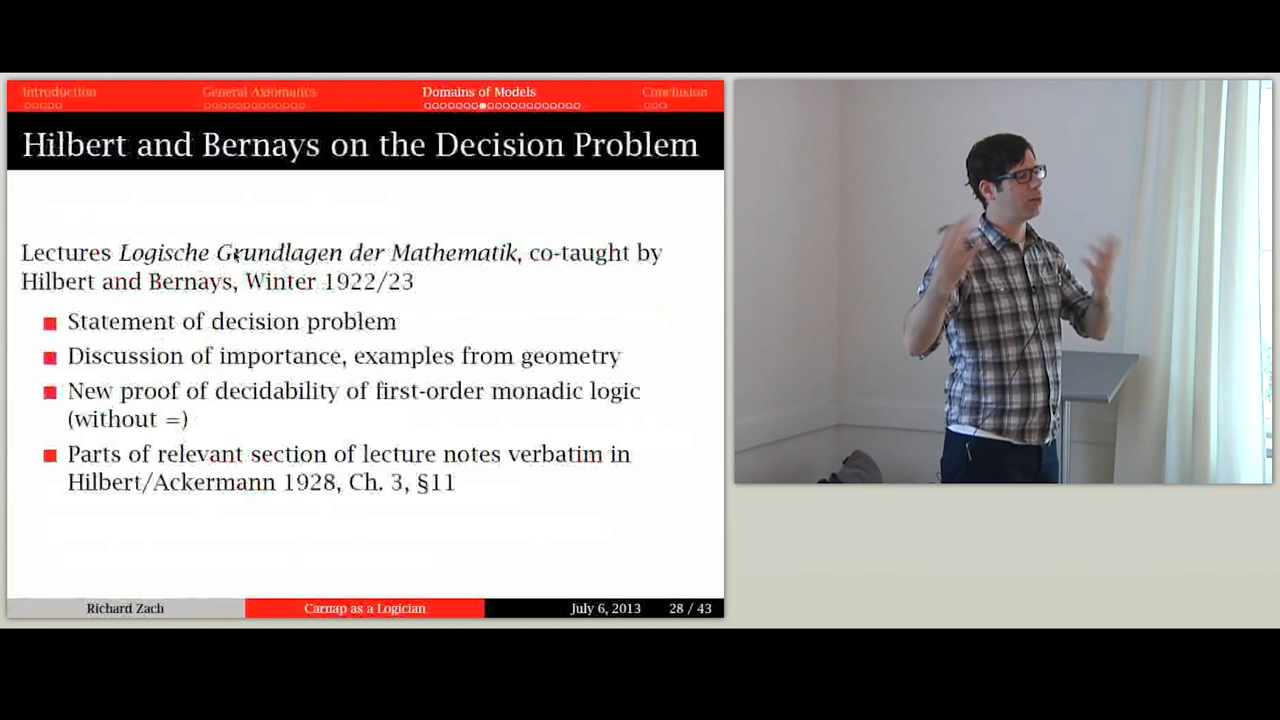 Introduction General Axiomatics Domains of Models Conclusion
Hilbert and Bernays on the Decision Problem
Lectures Logische Grundlagen der Mathematik, co-taught by
Hilbert and Bernays, Winter 1922/23
Statement of decision problem
Discussion of importance, examples from geometry
New proof of decidability of first-order monadic logic
(without =)
Parts of relevant section of lecture notes verbatim in
Hilbert/Ackermann 1928, Ch. 3, §11
Richard Zach Carnap as a Logician July 6, 2013 28 / 43